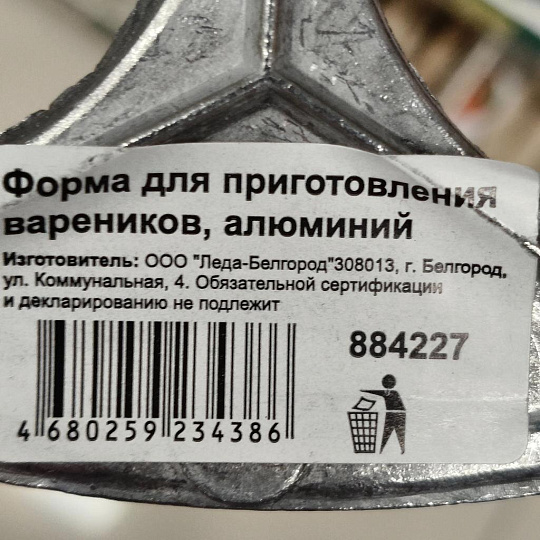 Форма для приготовления
вареников, алюминий
Изготовитель: ООО "Леда-Белгород"308013, г. Белгород,
ул. Коммунальная, 4. Обязательной сертификации
и декларированию не подлежит
884227
4 680259 234386